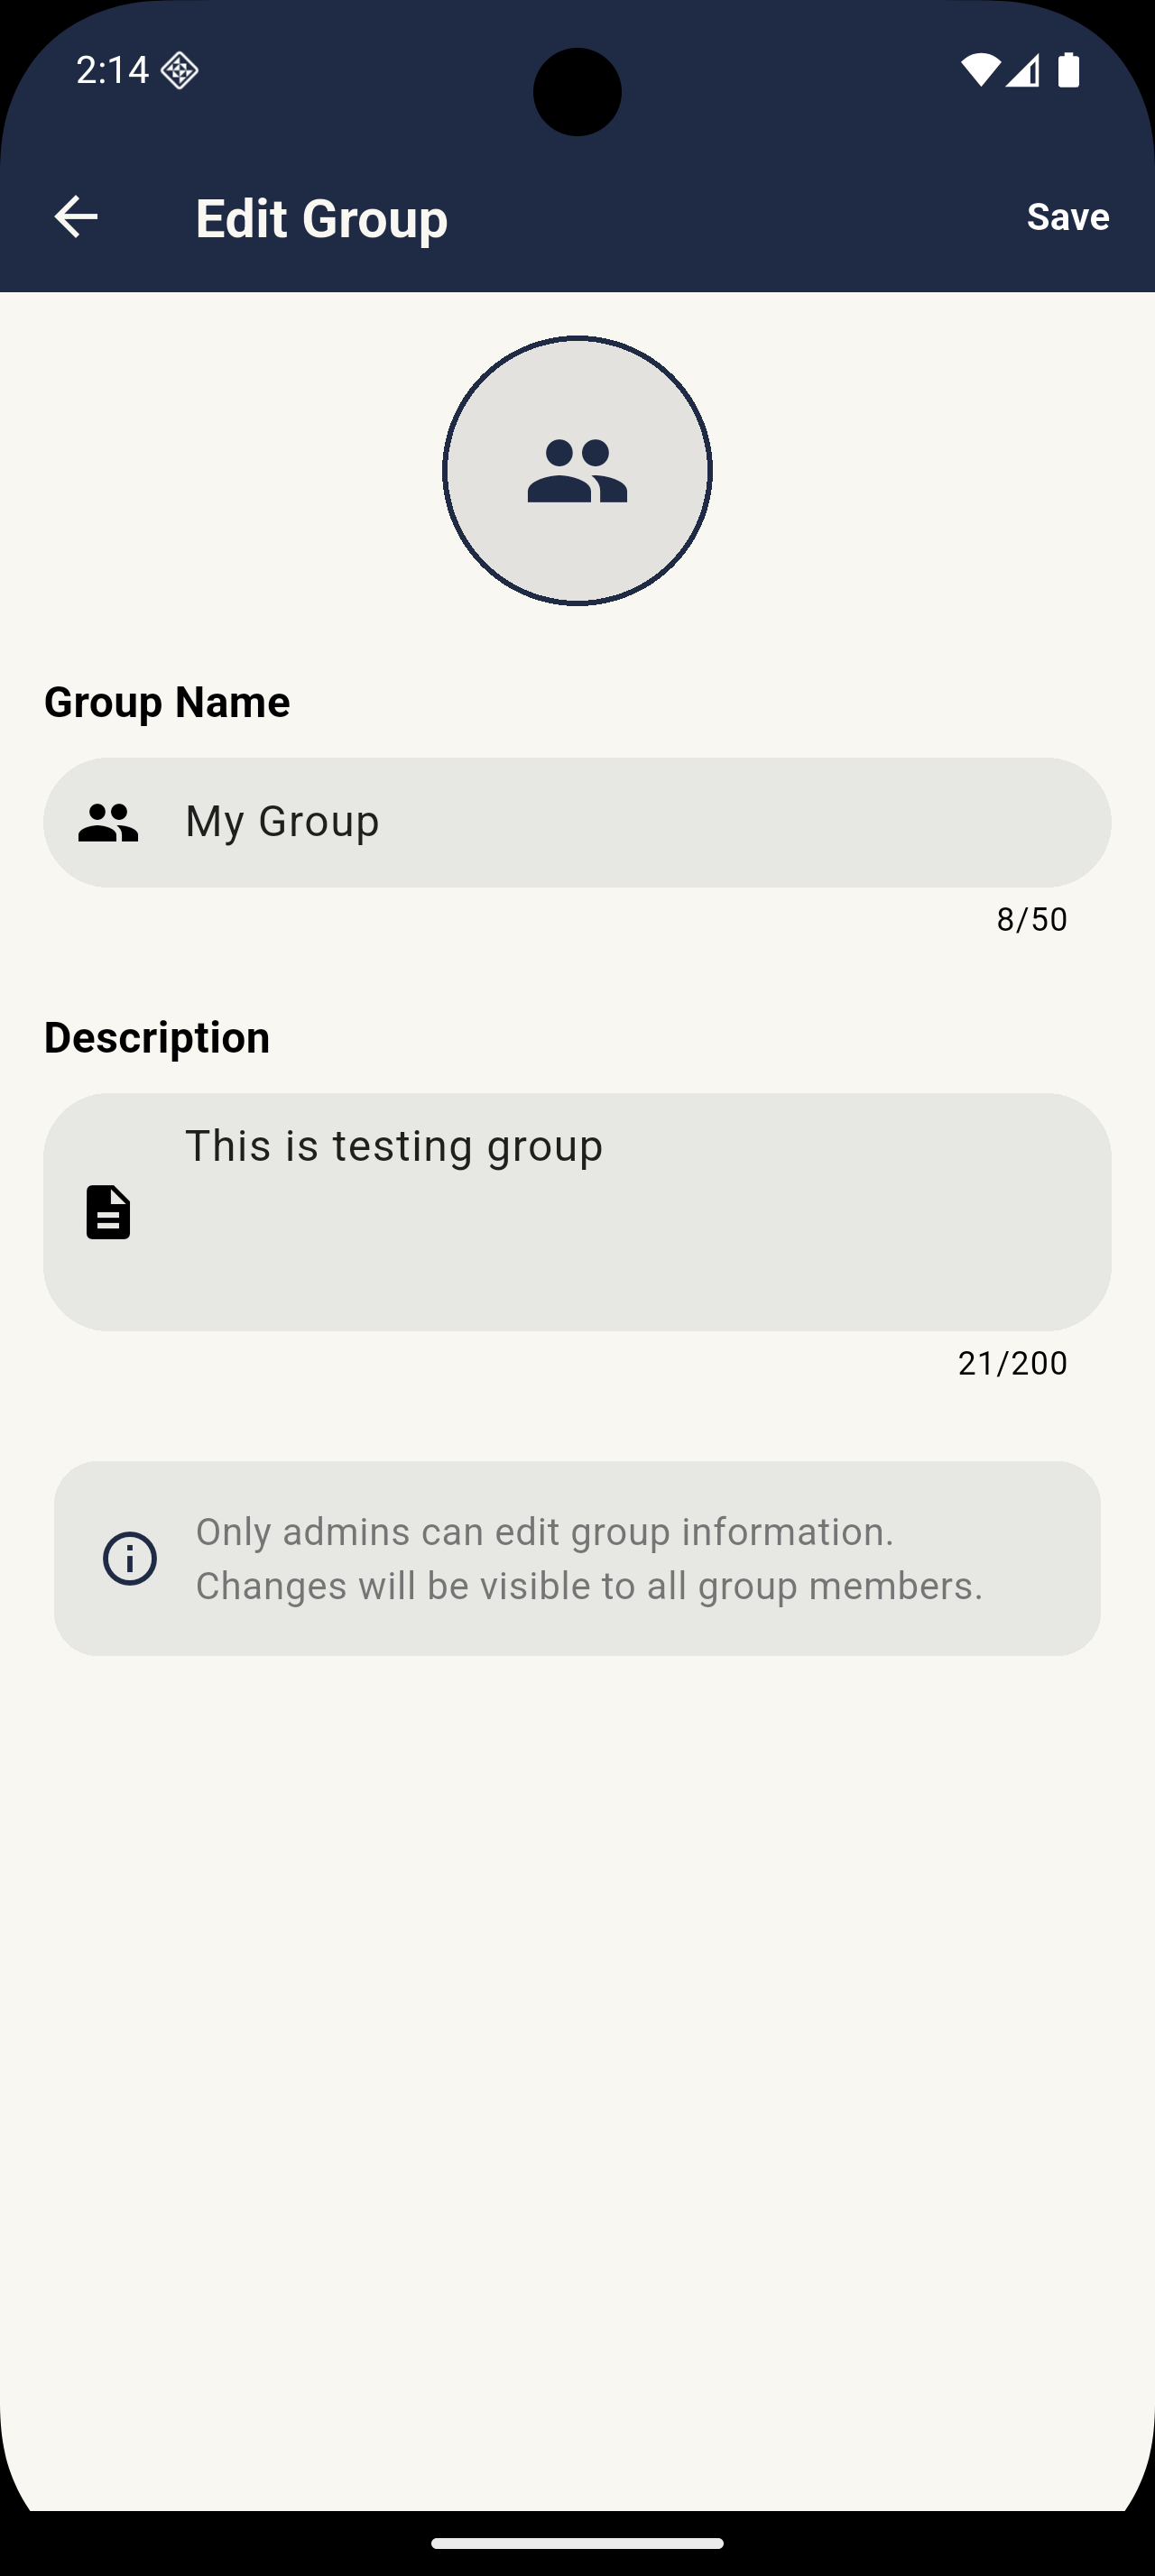 2:14
Edit Group
Save
Group Name
My Group
8/50
Description
This is testing group
21/200
Only admins can edit group information.
Changes will be visible to all group members.